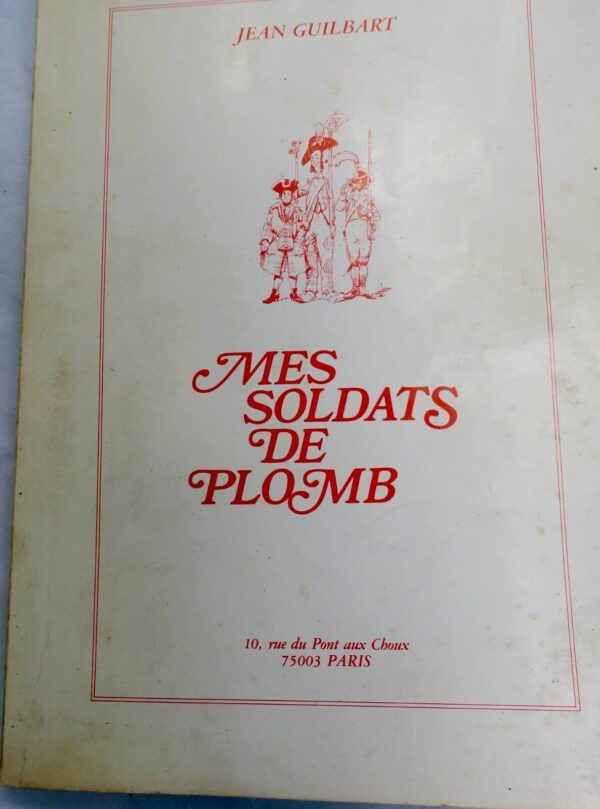 JEAN GUILBART
MES
SOLDATS
DE
PLOMB
10, rue du Pont aux Choux
75003 PARIS